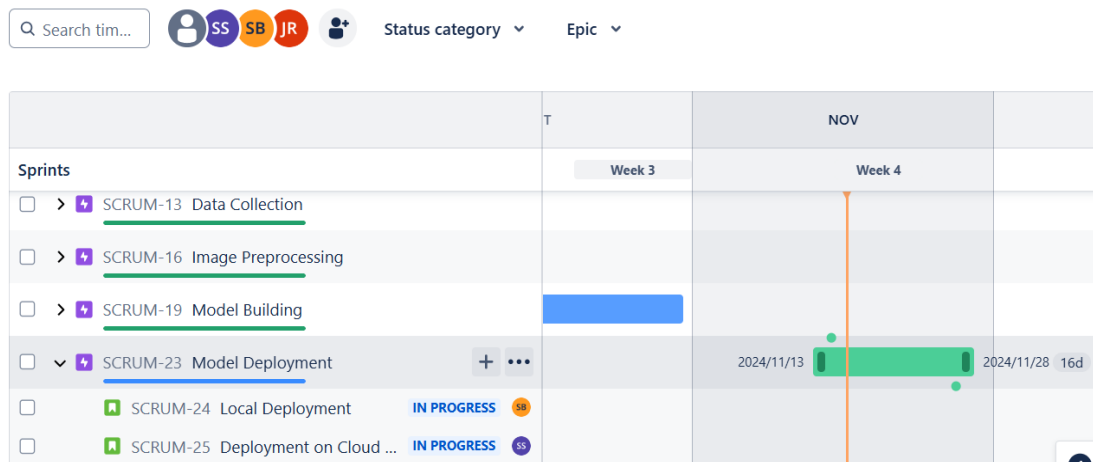 Search tim...
SS
SB
JR
Status category
Epic
T
NOV
Sprints
Week 3
Week 4
SCRUM-13 Data Collection
SCRUM-16 Image Preprocessing
SCRUM-19 Model Building
SCRUM-23 Model Deployment
2024/11/13
2024/11/28
16d
SCRUM-24 Local Deployment
IN PROGRESS
SB
SCRUM-25 Deployment on Cloud ...
IN PROGRESS
SS